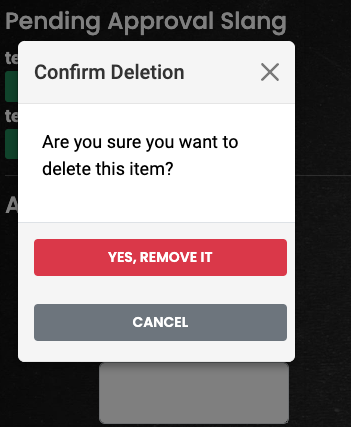 Pending Approval Slang
te
Confirm Deletion
te
Are you sure you want to
delete this item?
A
YES, REMOVE IT
CANCEL